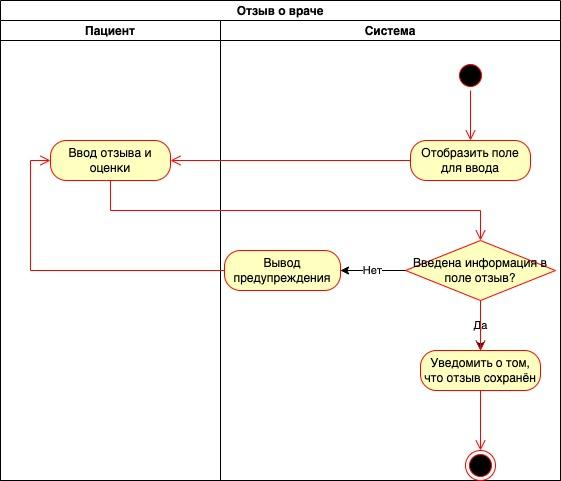 Отзыв о враче
Пациент
Система
Ввод отзыва и
оценки
Отобразить поле
для ввода
Вывод
предупреждения
Нет
Введена информация в
поле отзыв?
Да
Уведомить о том,
что отзыв сохранён